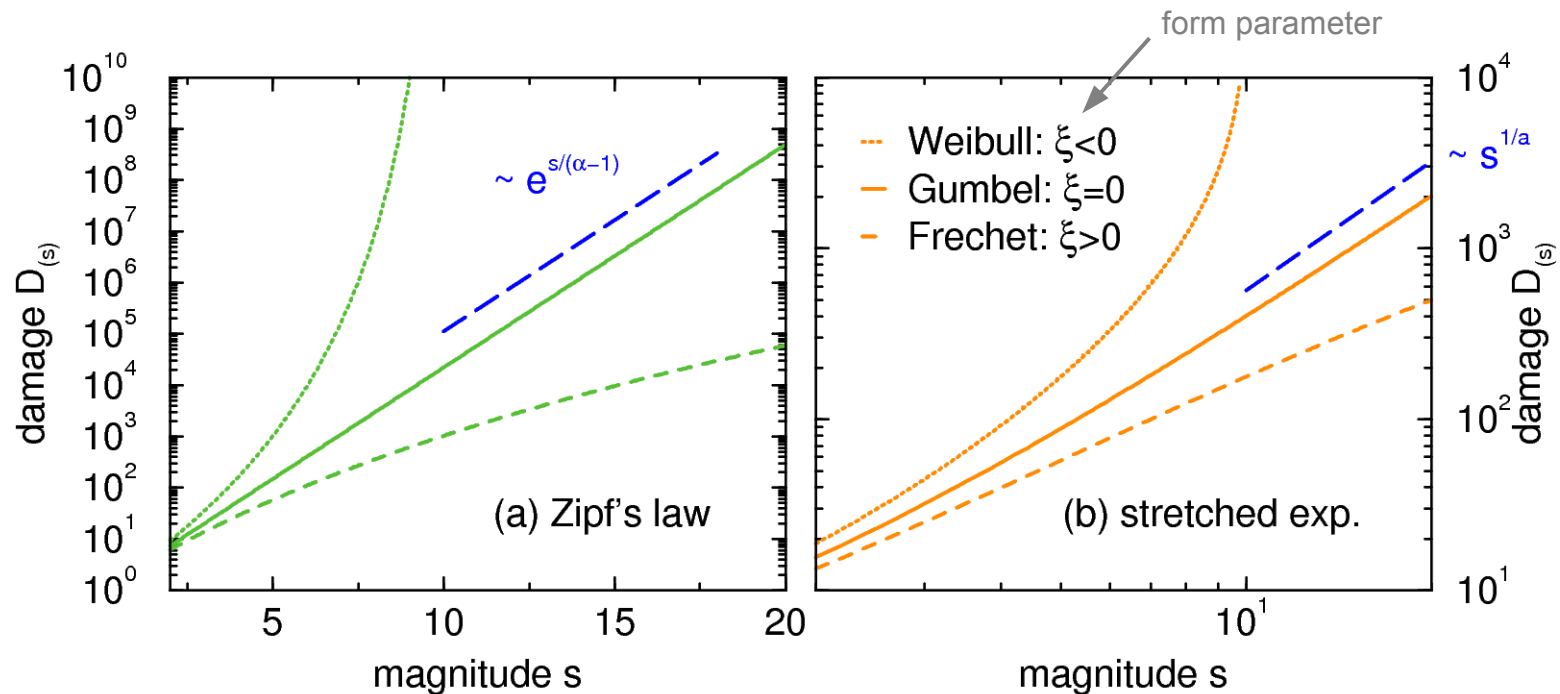 form parameter
10^10
10^9
10^8
10^7
10^6
10^5
10^4
10^3
10^2
10^1
10^0
damage D_(s)
~ e^{s/(α−1)}
(a) Zipf's law
5
10
15
20
magnitude s
Weibull: ξ<0
Gumbel: ξ=0
Frechet: ξ>0
~ s^{1/a}
(b) stretched exp.
10^4
10^3
10^2
10^1
damage D_(s)
10^1
magnitude s